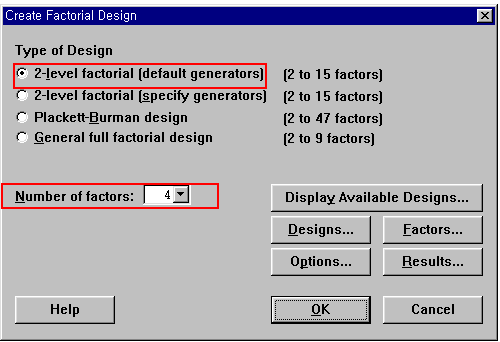 Create Factorial Design
Type of Design
2-level factorial (default generators) (2 to 15 factors)
2-level factorial (specify generators) (2 to 15 factors)
Plackett-Burman design (2 to 47 factors)
General full factorial design (2 to 9 factors)
Number of factors: 4
Display Available Designs...
Designs... Factors...
Options... Results...
Help OK Cancel